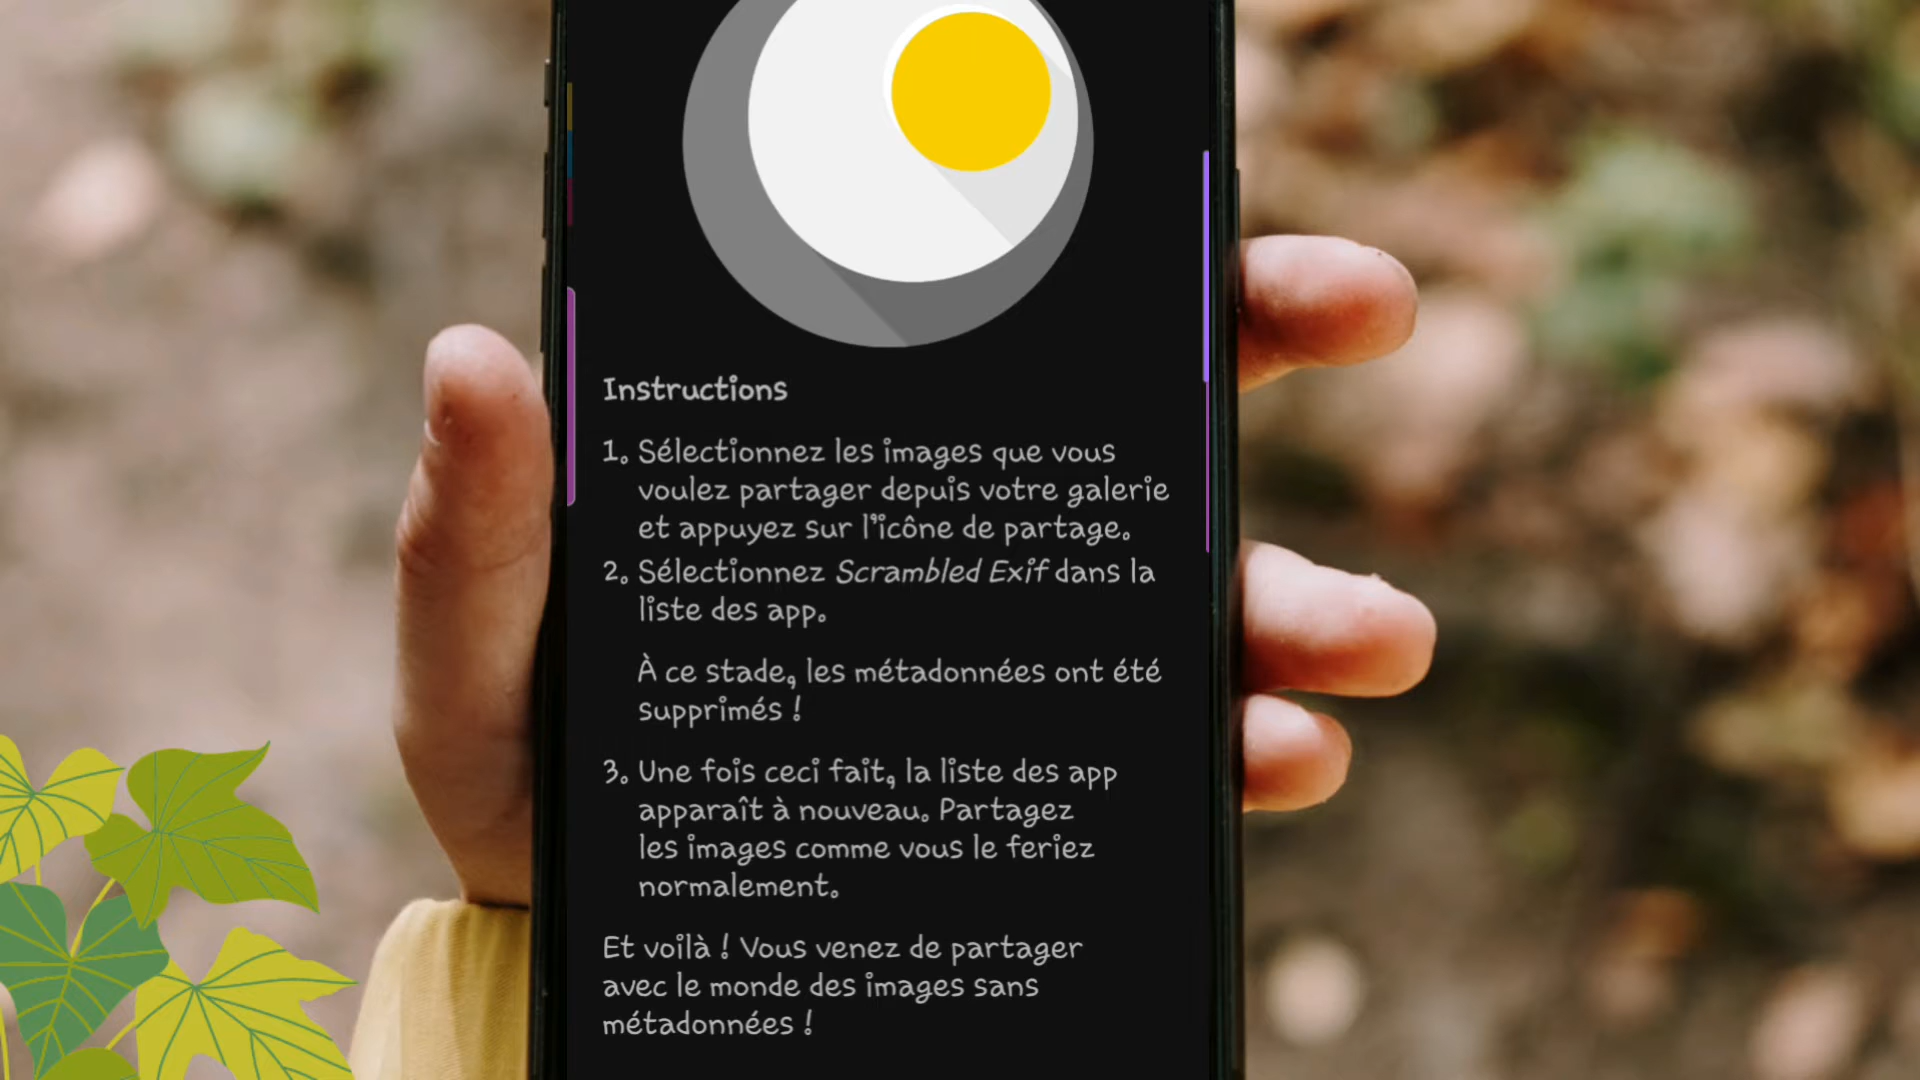 Instructions
1. Sélectionnez les images que vous
voulez partager depuis votre galerie
et appuyez sur l'icône de partage.
2. Sélectionnez Scrambled Exif dans la
liste des app.
À ce stade, les métadonnées ont été
supprimés !
3. Une fois ceci fait, la liste des app
apparaît à nouveau. Partagez
les images comme vous le feriez
normalement.
Et voilà ! Vous venez de partager
avec le monde des images sans
métadonnées !